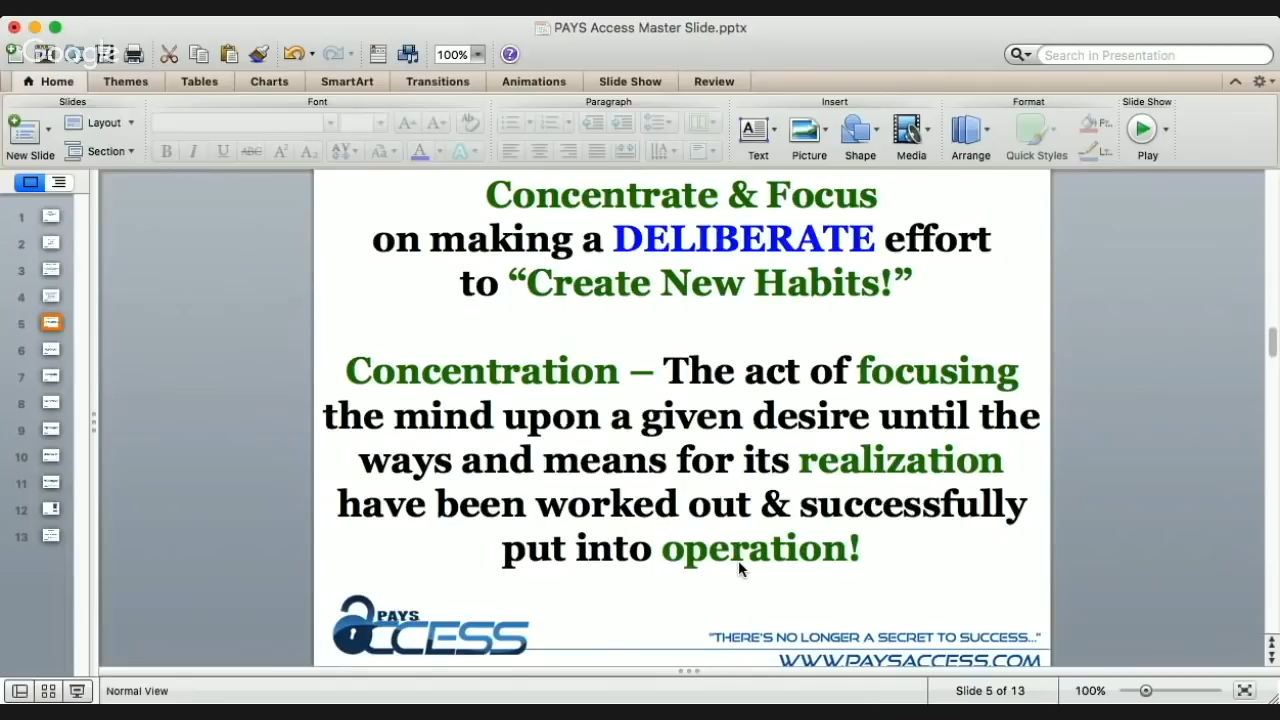 PAYS Access Master Slide.pptx
Google
100%
Search in Presentation
Home
Themes
Tables
Charts
SmartArt
Transitions
Animations
Slide Show
Review
Slides
Font
Paragraph
Insert
Format
Slide Show
New Slide
Layout
Section
Text
Picture
Shape
Media
Arrange
Quick Styles
Play
1
2
3
4
5
6
7
8
9
10
11
12
13
Concentrate & Focus
on making a DELIBERATE effort
to “Create New Habits!”
Concentration – The act of focusing
the mind upon a given desire until the
ways and means for its realization
have been worked out & successfully
put into operation!
PAYS
ACCESS
"THERE'S NO LONGER A SECRET TO SUCCESS..."
WWW.PAYSACCESS.COM
Normal View
Slide 5 of 13
100%